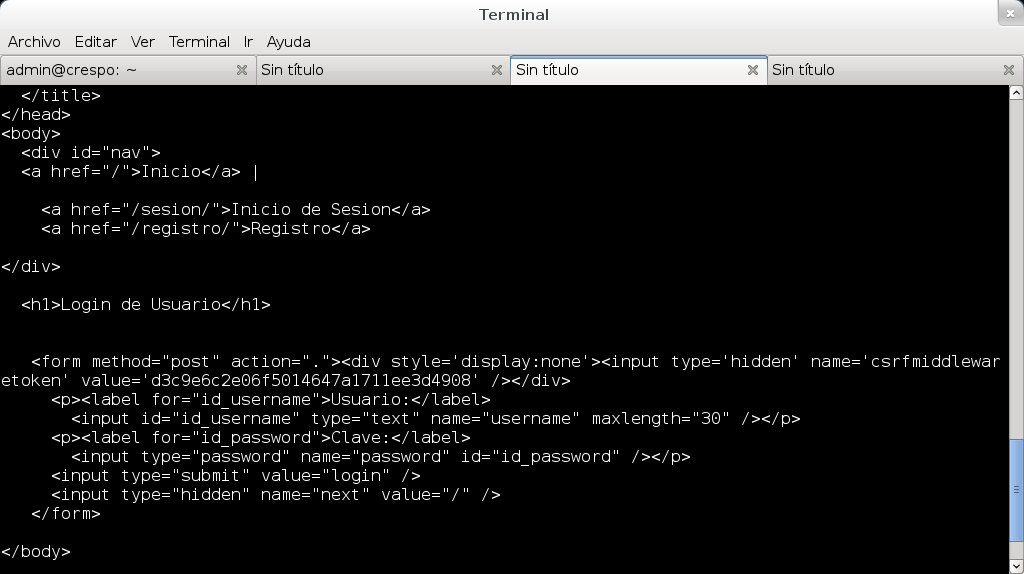 Terminal
Archivo Editar Ver Terminal Ir Ayuda
admin@crespo: ~ Sin título Sin título Sin título
</title>
</head>
<body>
<div id="nav">
<a href="/">Inicio</a> |
<a href="/sesion/">Inicio de Sesion</a>
<a href="/registro/">Registro</a>
</div>
<h1>Login de Usuario</h1>
<form method="post" action="."><div style='display:none'><input type='hidden' name='csrfmiddlewar
etoken' value='d3c9e6c2e06f5014647a1711ee3d4908' /></div>
<p><label for="id_username">Usuario:</label>
<input id="id_username" type="text" name="username" maxlength="30" /></p>
<p><label for="id_password">Clave:</label>
<input type="password" name="password" id="id_password" /></p>
<input type="submit" value="login" />
<input type="hidden" name="next" value="/" />
</form>
</body>